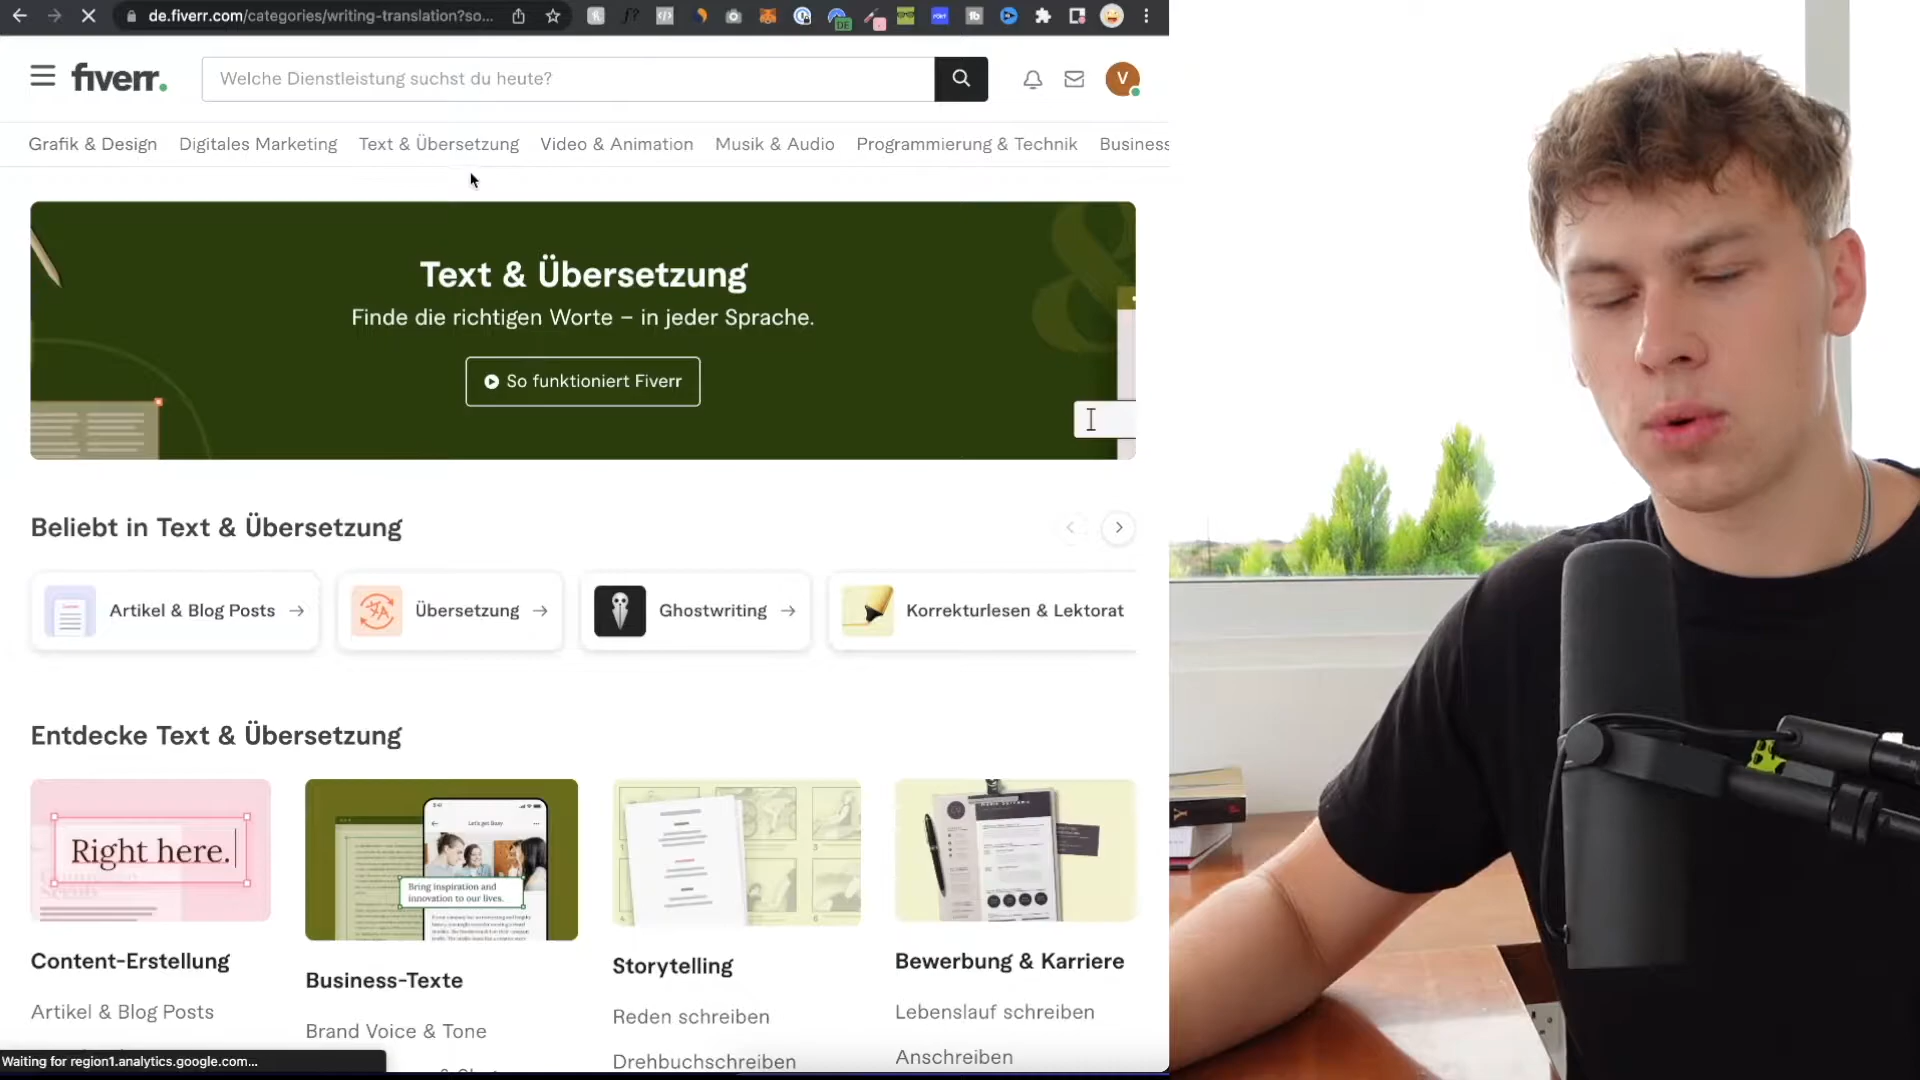 de.fiverr.com/categories/writing-translation?so...
fiverr.
Welche Dienstleistung suchst du heute?
V
Grafik & Design
Digitales Marketing
Text & Übersetzung
Video & Animation
Musik & Audio
Programmierung & Technik
Business
Text & Übersetzung
Finde die richtigen Worte – in jeder Sprache.
So funktioniert Fiverr
Beliebt in Text & Übersetzung
Artikel & Blog Posts
Übersetzung
Ghostwriting
Korrekturlesen & Lektorat
Entdecke Text & Übersetzung
Right here.
Let's get Busy
Bring inspiration and
innovation to our lives.
Content-Erstellung
Artikel & Blog Posts
Business-Texte
Brand Voice & Tone
Storytelling
Reden schreiben
Drehbuchschreiben
Bewerbung & Karriere
Lebenslauf schreiben
Anschreiben
Waiting for region1.analytics.google.com...